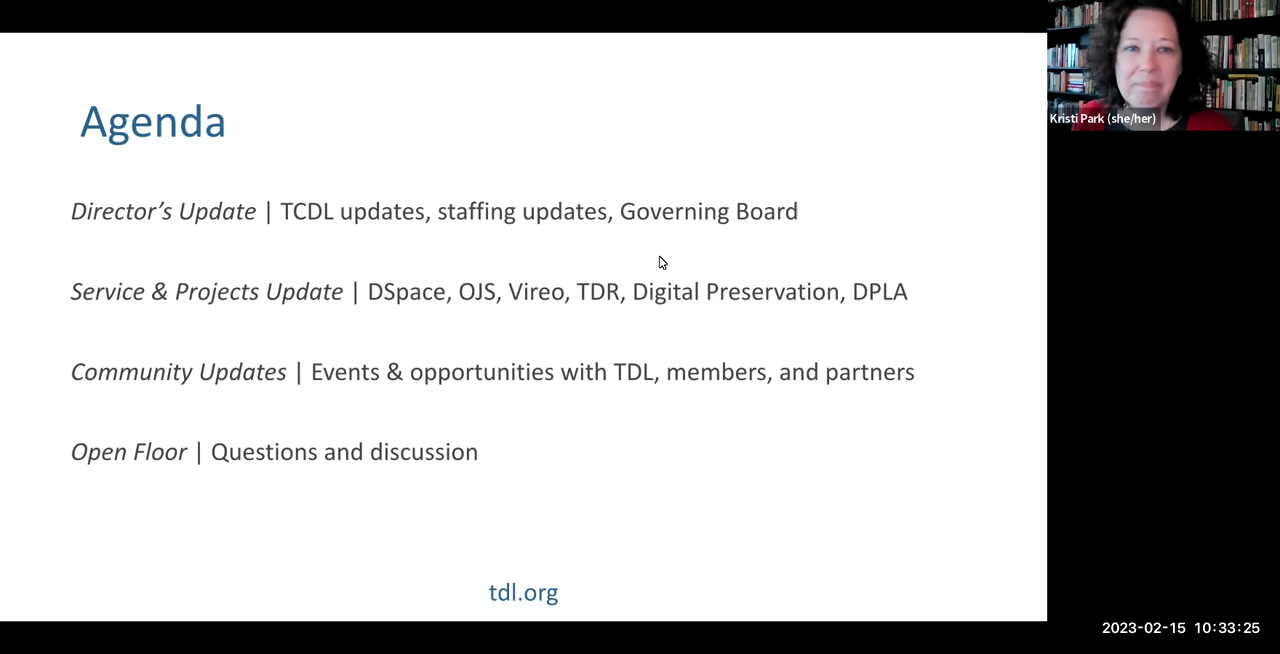 Agenda
Director’s Update | TCDL updates, staffing updates, Governing Board
Service & Projects Update | DSpace, OJS, Vireo, TDR, Digital Preservation, DPLA
Community Updates | Events & opportunities with TDL, members, and partners
Open Floor | Questions and discussion
tdl.org
Kristi Park (she/her)
2023-02-15 10:33:25